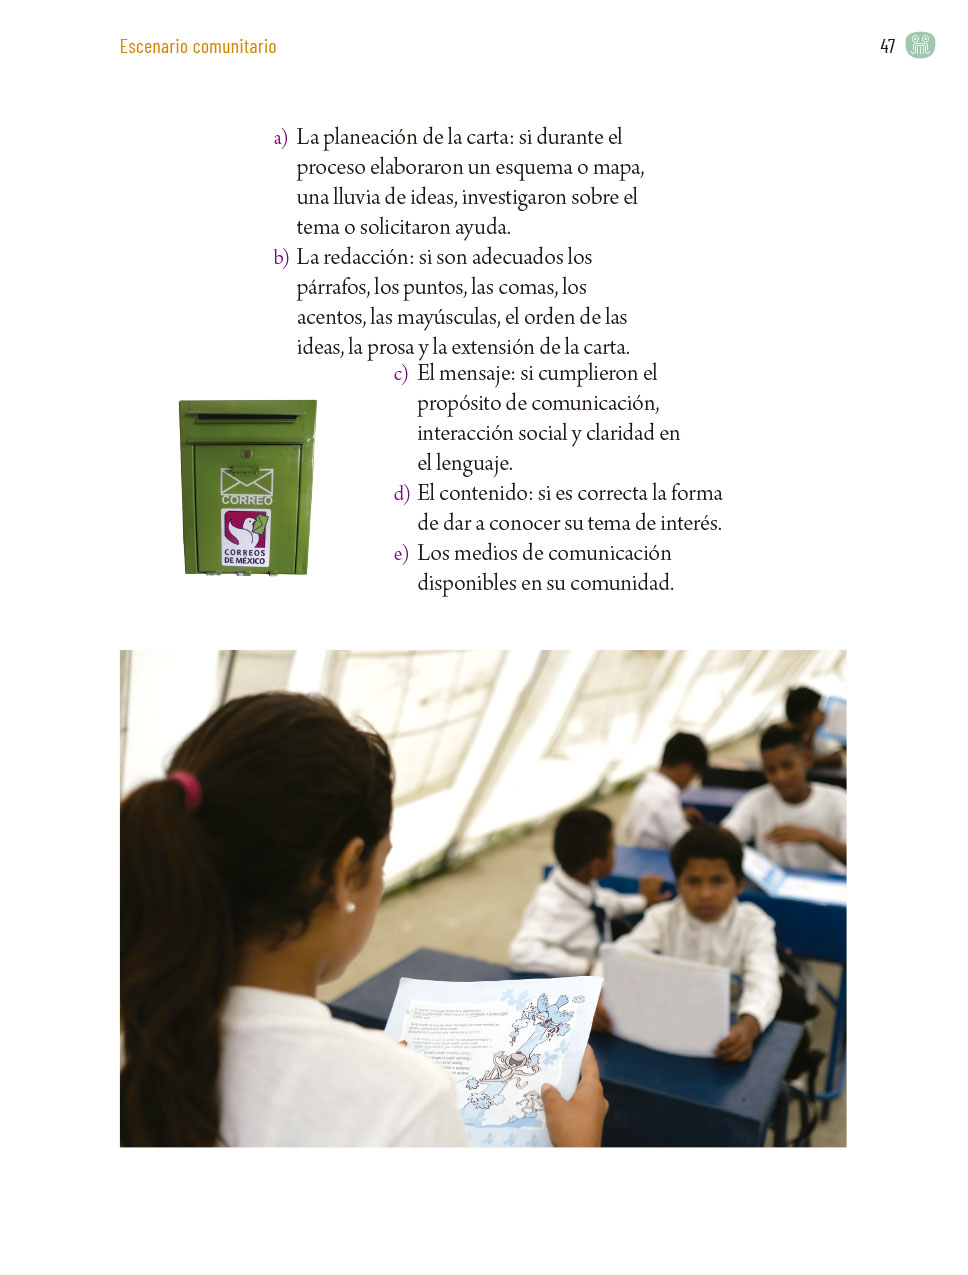 Escenario comunitario
47
a) La planeación de la carta: si durante el
proceso elaboraron un esquema o mapa,
una lluvia de ideas, investigaron sobre el
tema o solicitaron ayuda.
b) La redacción: si son adecuados los
párrafos, los puntos, las comas, los
acentos, las mayúsculas, el orden de las
ideas, la prosa y la extensión de la carta.
c) El mensaje: si cumplieron el
propósito de comunicación,
interacción social y claridad en
el lenguaje.
d) El contenido: si es correcta la forma
de dar a conocer su tema de interés.
e) Los medios de comunicación
disponibles en su comunidad.
CORREO
CORREOS
DE MÉXICO